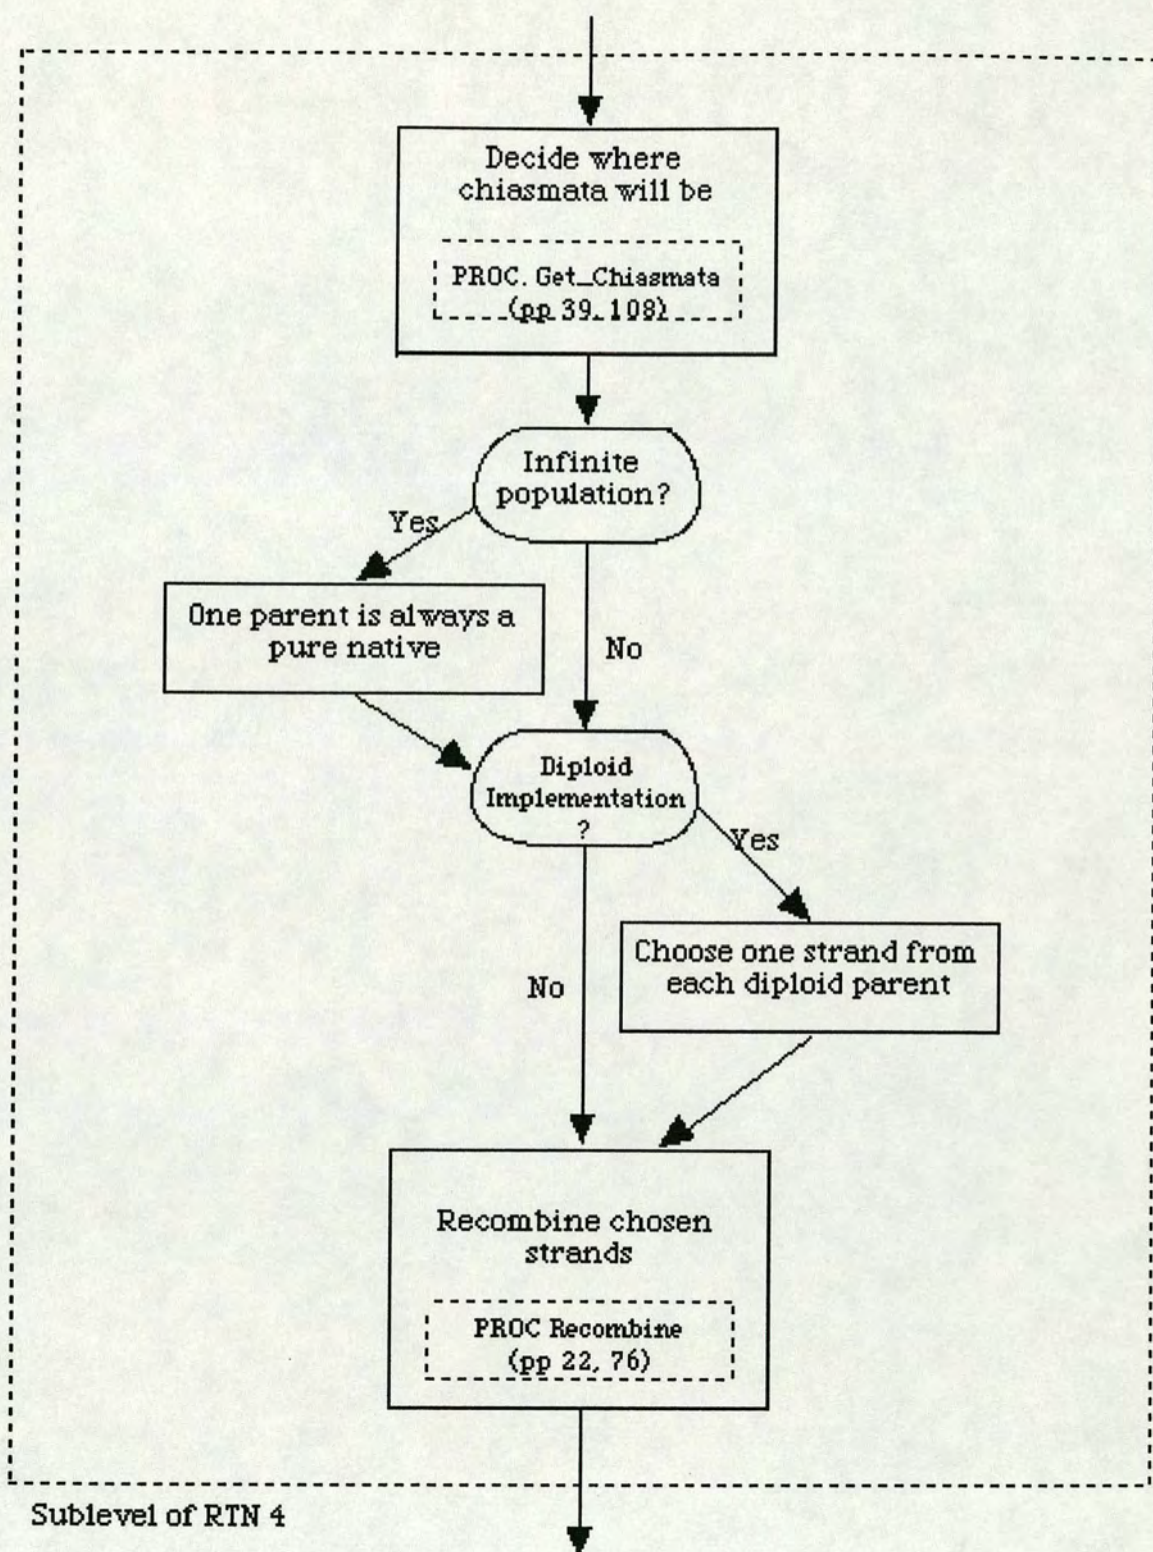 Decide where
chiasmata will be
PROC. Get_Chiasmata
(pp 39, 108)
Infinite
population?
Yes
One parent is always a
pure native
No
Diploid
Implementation
?
Yes
Choose one strand from
each diploid parent
No
Recombine chosen
strands
PROC Recombine
(pp 22, 76)
Sublevel of RTN 4